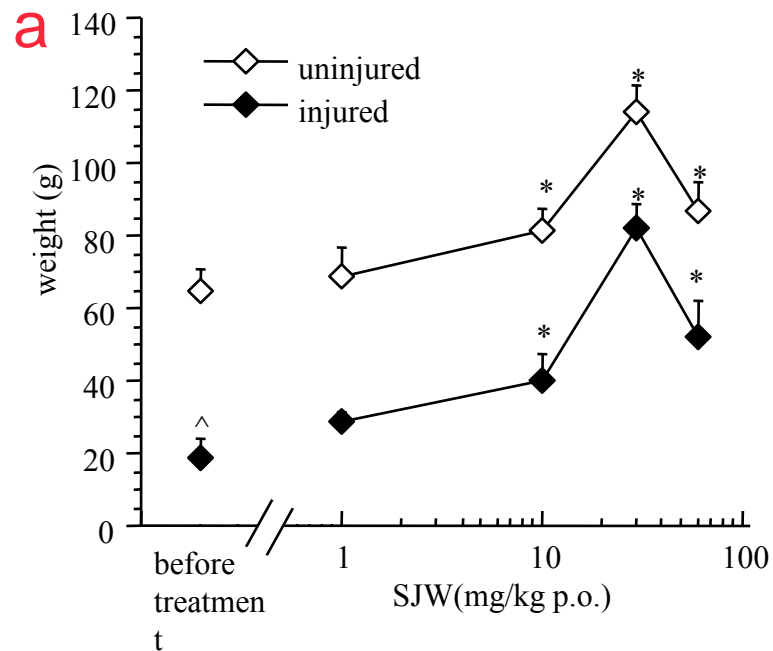 a
140
120
100
80
60
40
20
0
weight (g)
uninjured
injured
*
*
*
*
*
*
^
before
treatmen
t
1
10
100
SJW(mg/kg p.o.)